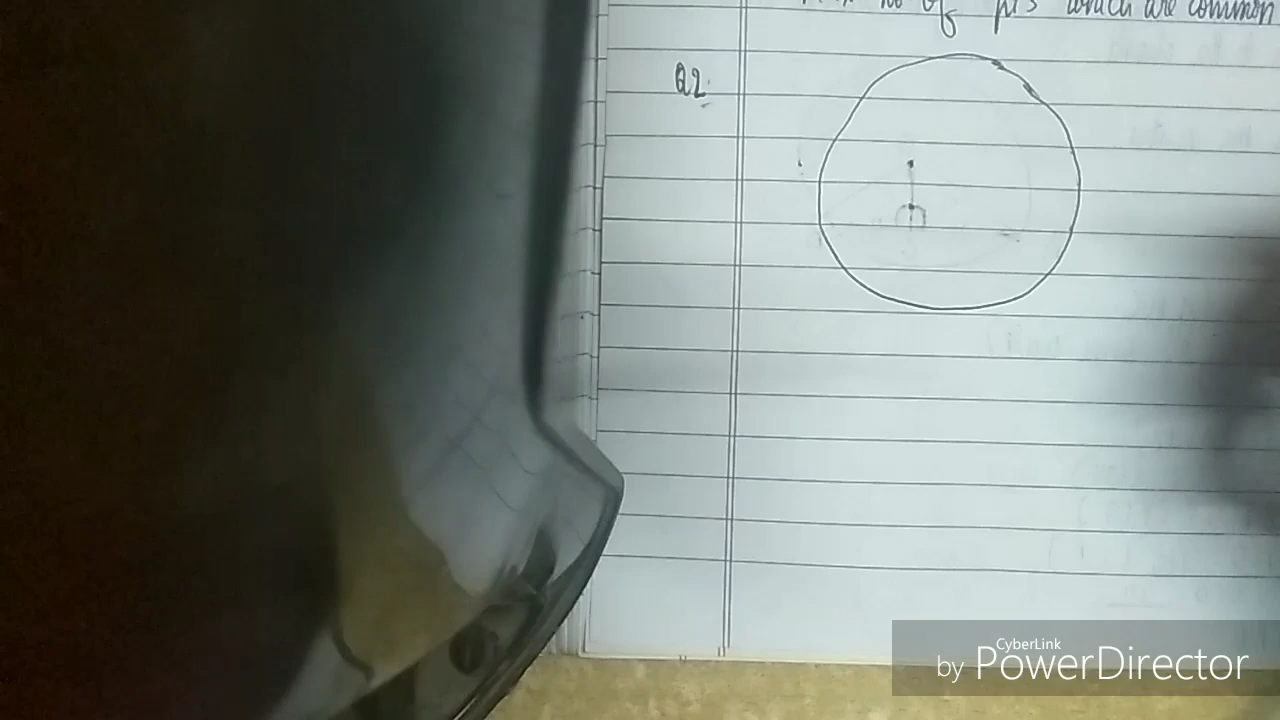 no of pts which are common
Q2.
CyberLink
by PowerDirector